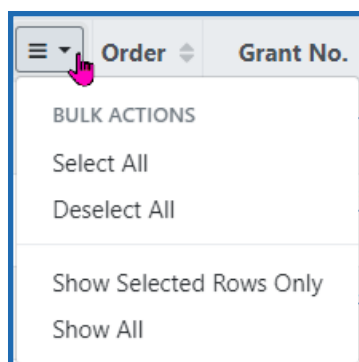 Order Grant No.
BULK ACTIONS
Select All
Deselect All
Show Selected Rows Only
Show All